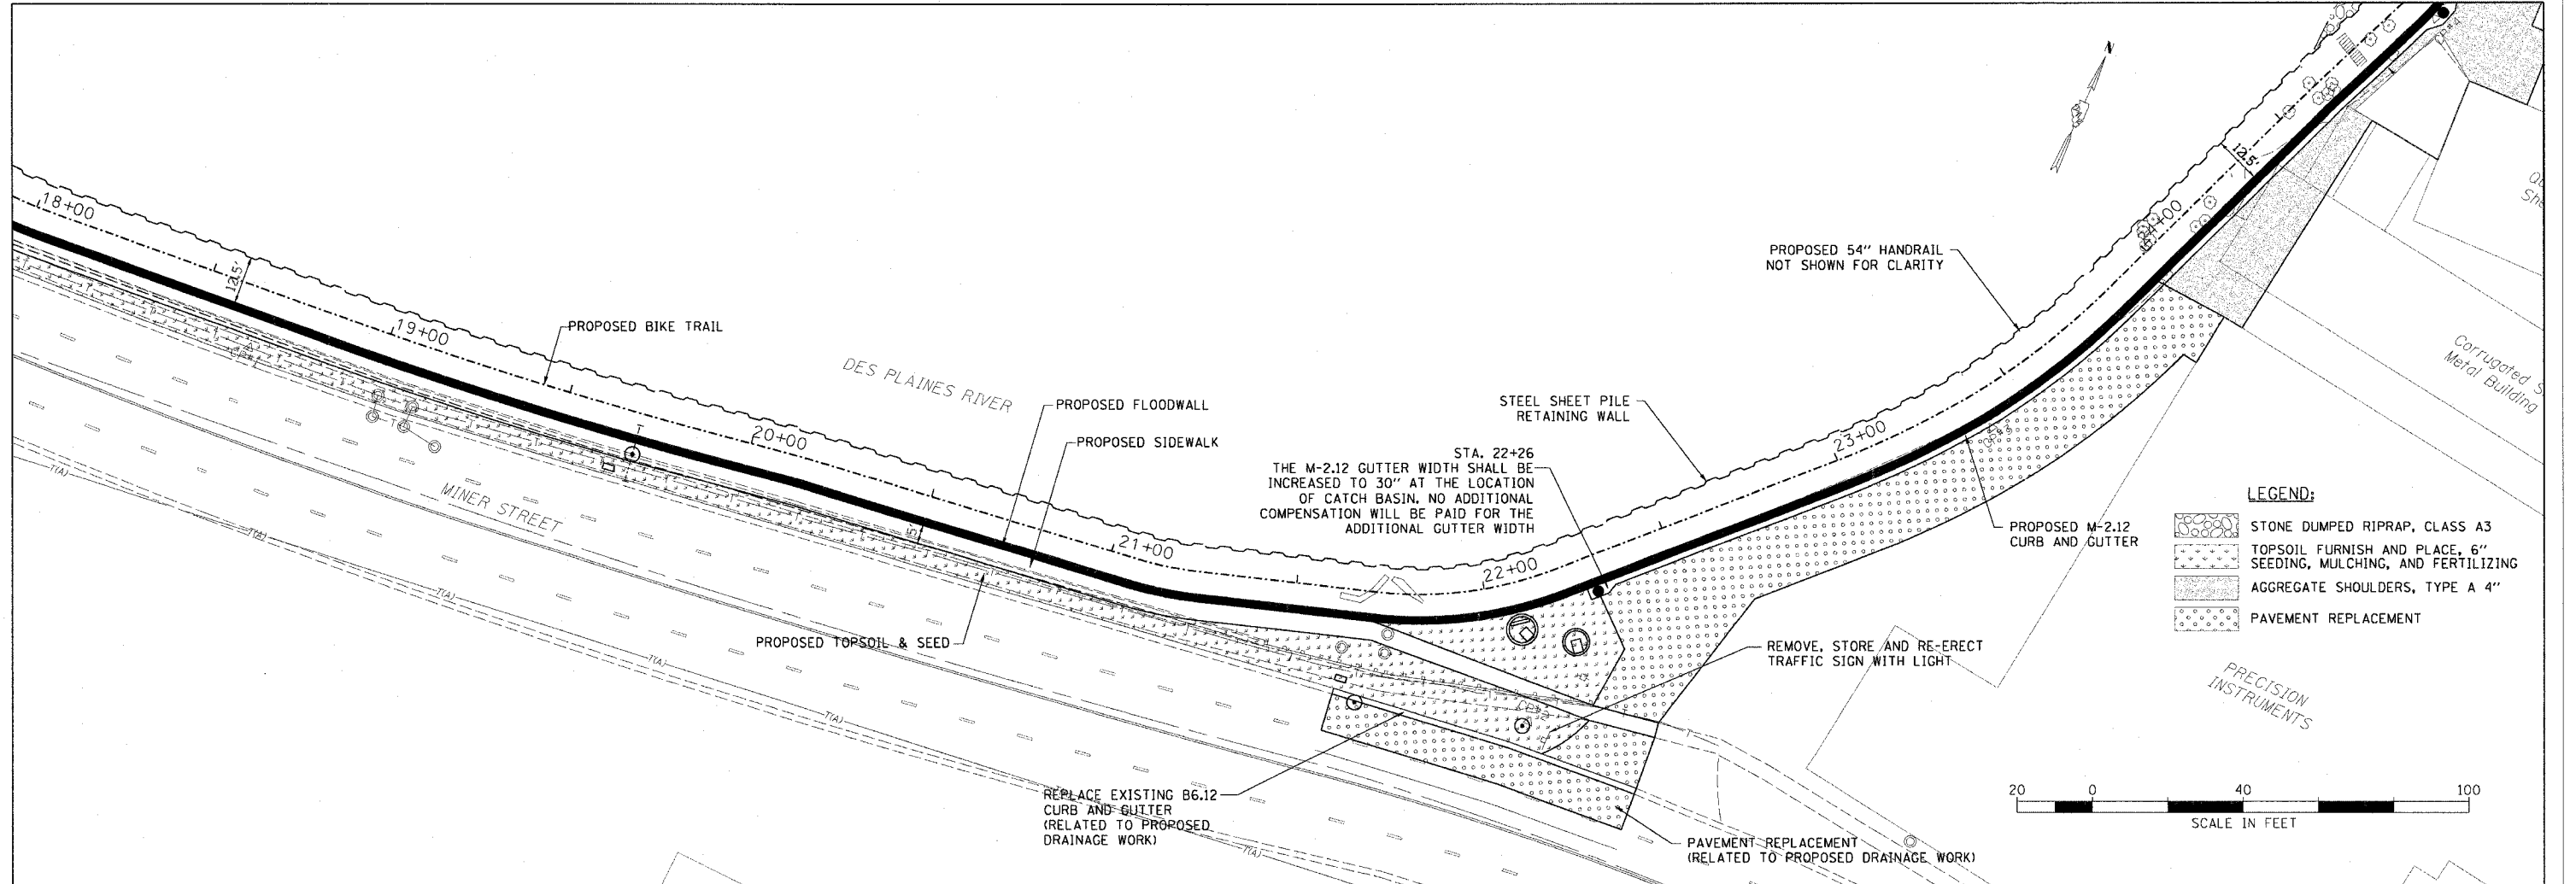 N
18+00
12.5'
19+00
PROPOSED BIKE TRAIL
DES PLAINES RIVER
PROPOSED FLOODWALL
PROPOSED SIDEWALK
T
20+00
MINER STREET
5'
21+00
PROPOSED TOPSOIL & SEED
T(A)
T(A)
T(A)
T(A)
T(A)
T(A)
REPLACE EXISTING B6.12
CURB AND GUTTER
(RELATED TO PROPOSED
DRAINAGE WORK)
STEEL SHEET PILE
RETAINING WALL
STA. 22+26
THE M-2.12 GUTTER WIDTH SHALL BE
INCREASED TO 30" AT THE LOCATION
OF CATCH BASIN. NO ADDITIONAL
COMPENSATION WILL BE PAID FOR THE
ADDITIONAL GUTTER WIDTH
22+00
23+00
24+00
12.5'
PROPOSED 54" HANDRAIL
NOT SHOWN FOR CLARITY
PROPOSED M-2.12
CURB AND GUTTER
REMOVE, STORE AND RE-ERECT
TRAFFIC SIGN WITH LIGHT
PAVEMENT REPLACEMENT
(RELATED TO PROPOSED DRAINAGE WORK)
Corrugated
Metal Building
PRECISION
INSTRUMENTS
LEGEND:
STONE DUMPED RIPRAP, CLASS A3
TOPSOIL FURNISH AND PLACE, 6"
SEEDING, MULCHING, AND FERTILIZING
AGGREGATE SHOULDERS, TYPE A 4"
PAVEMENT REPLACEMENT
20 0 40 100
SCALE IN FEET